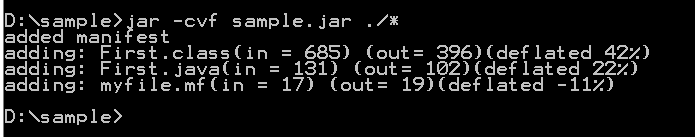 D:\sample>jar -cvf sample.jar ./*
added manifest
adding: First.class(in = 685) (out= 396)(deflated 42%)
adding: First.java(in = 131) (out= 102)(deflated 22%)
adding: myfile.mf(in = 17) (out= 19)(deflated -11%)
D:\sample>